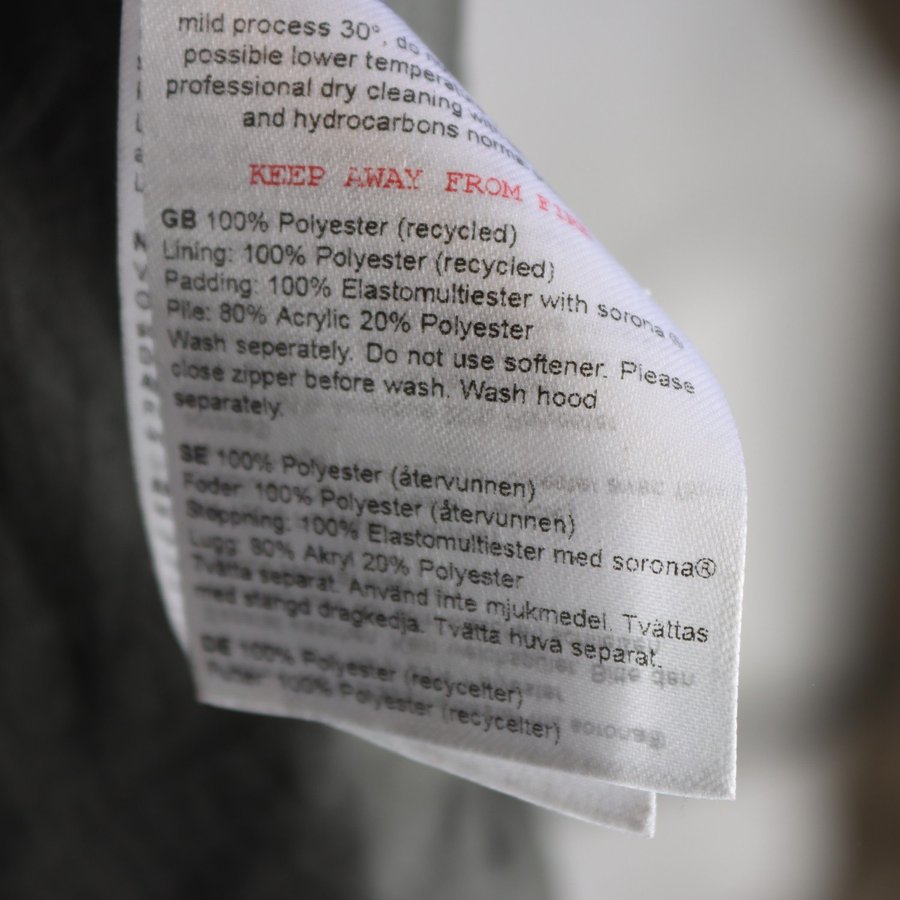 mild process 30°, do
possible lower
professional dry cleaning
and hydrocarbons
KEEP AWAY FROM
GB 100% Polyester (recycled)
Lining: 100% Polyester (recycled)
Padding: 100% Elastomultiester with sorona®
Pile: 80% Acrylic 20% Polyester
Wash seperately. Do not use softener. Please
close zipper before wash. Wash hood
separately.
SE 100% Polyester (återvunnen)
Foder: 100% Polyester (återvunnen)
Stoppning: 100% Elastomultiester med sorona®
Lugg: 80% Akryl 20% Polyester
Tvätta separat. Använd inte mjukmedel. Tvättas
med stängd dragkedja. Tvätta huva separat.
DE 100% Polyester (recycelter)
Futter: 100% Polyester (recycelter)